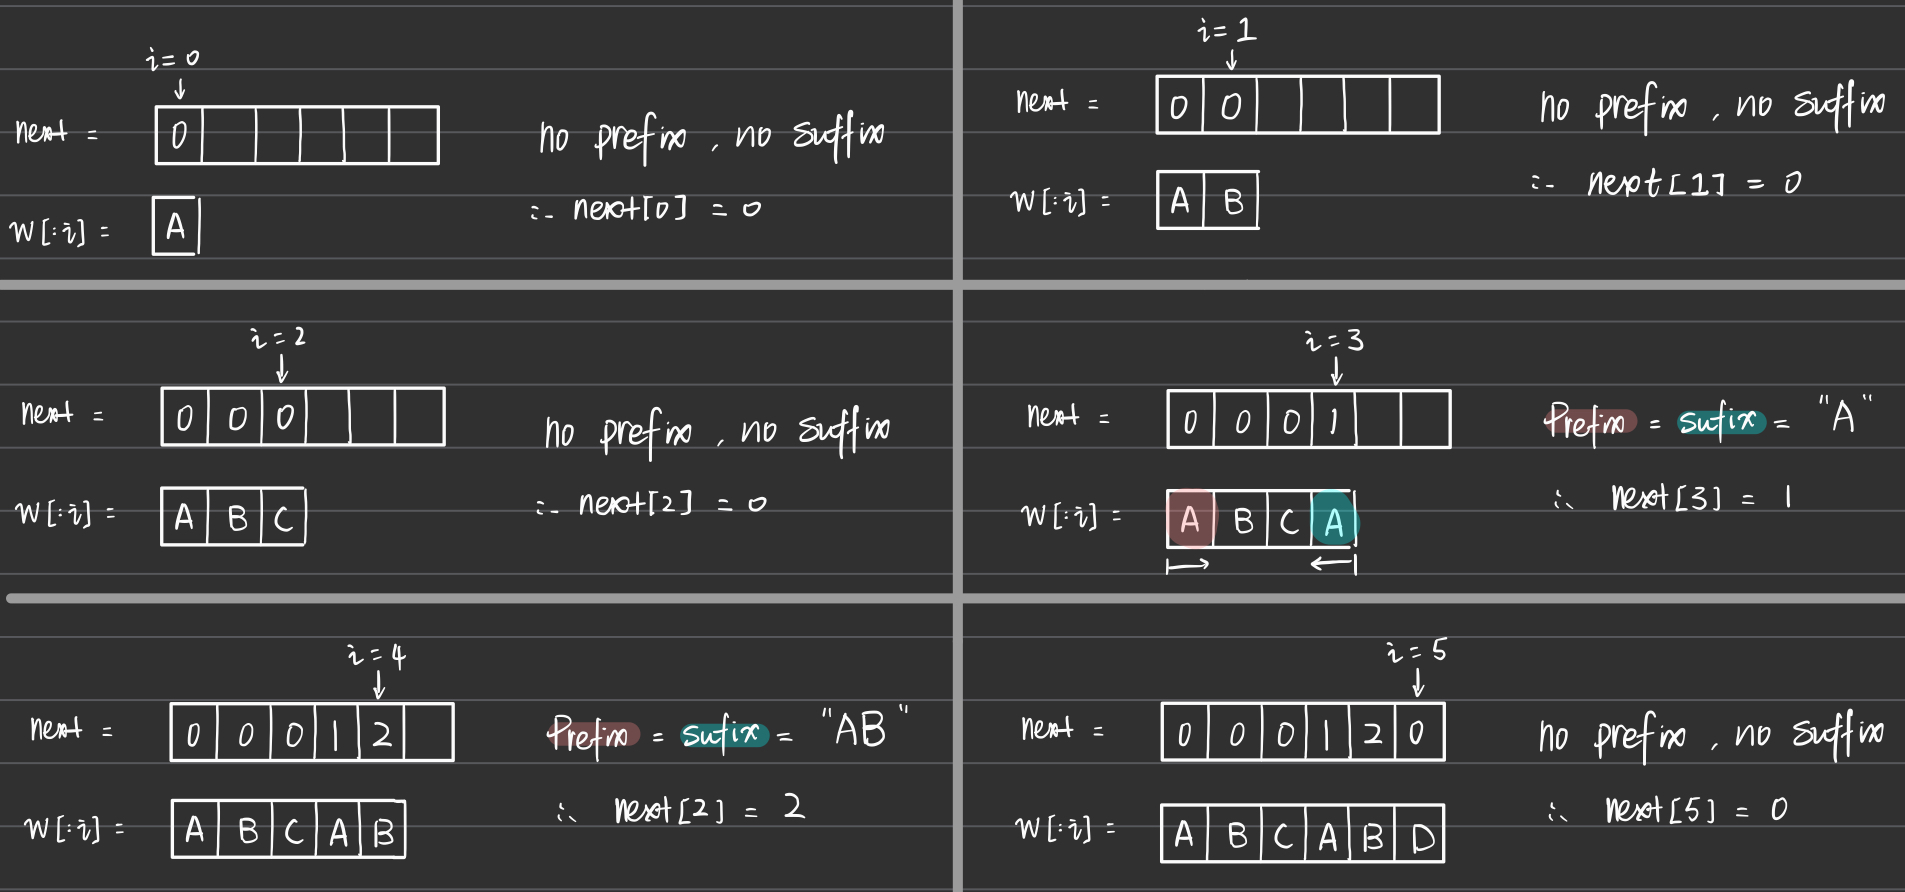 i=0
next = 0
no prefix, no suffix
∴ next[0] = 0
W[:i] = A
i=1
next = 0 0
no prefix, no suffix
∴ next[1] = 0
W[:i] = A B
i=2
next = 0 0 0
no prefix, no suffix
∴ next[2] = 0
W[:i] = A B C
i=3
next = 0 0 0 1
Prefix = sufix = "A"
∴ next[3] = 1
W[:i] = A B C A
i=4
next = 0 0 0 1 2
Prefix = sufix = "AB"
∴ next[2] = 2
W[:i] = A B C A B
i=5
next = 0 0 0 1 2 0
no prefix, no suffix
∴ next[5] = 0
W[:i] = A B C A B D